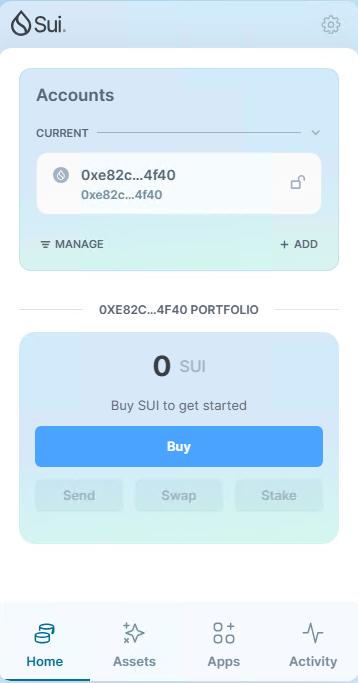 Sui.
Accounts
CURRENT
0xe82c...4f40
0xe82c...4f40
MANAGE
+ ADD
0XE82C...4F40 PORTFOLIO
0 SUI
Buy SUI to get started
Buy
Send Swap Stake
Home Assets Apps Activity